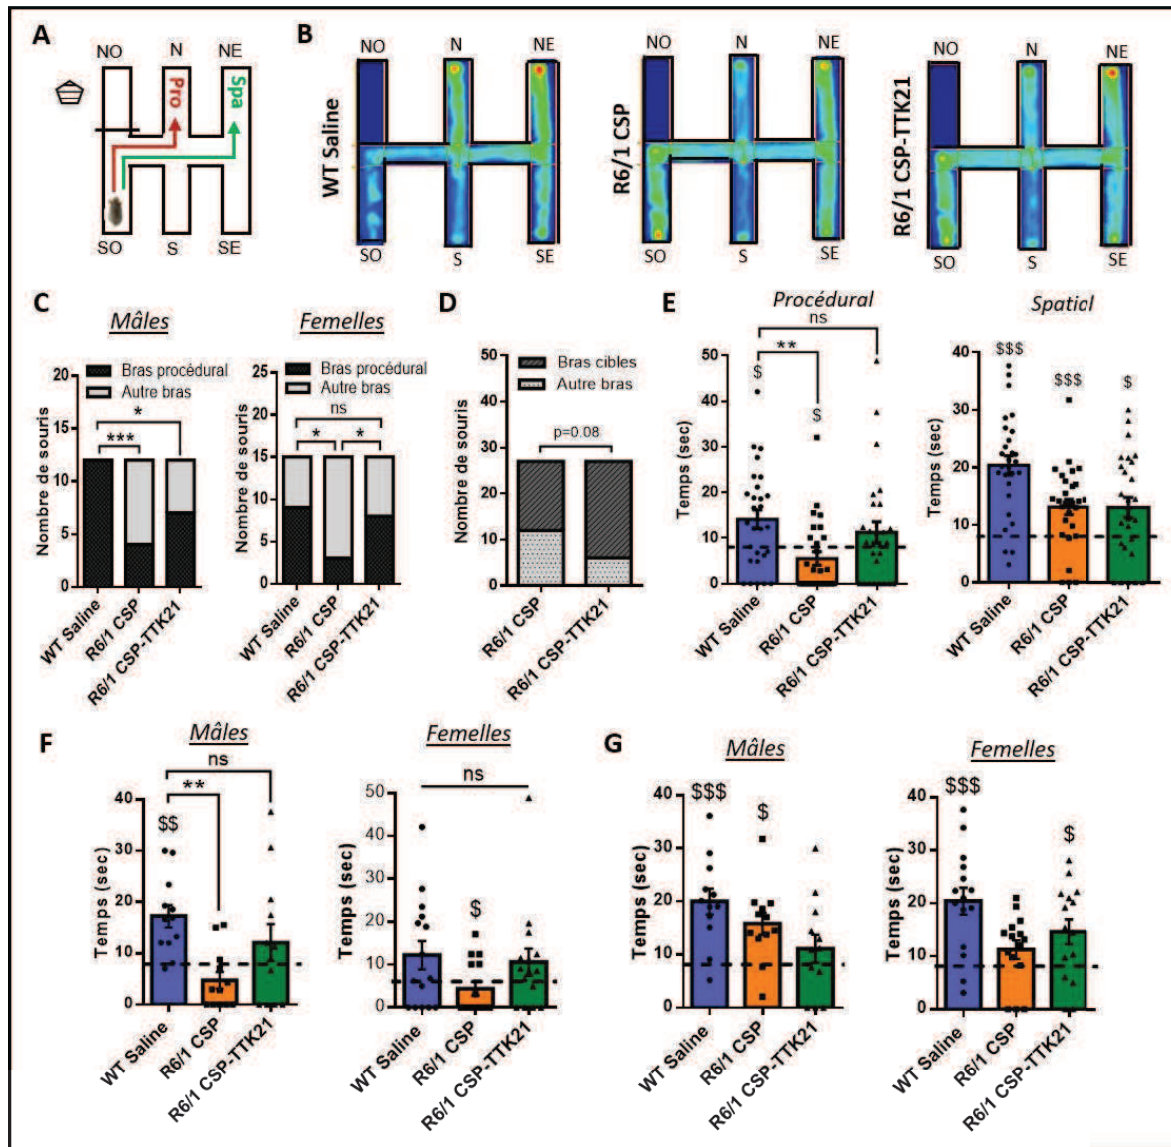 A
NO N NE
Pro
Spa
SO S SE
B
WT Saline
NO N NE
SO S SE
R6/1 CSP
NO N NE
SO S SE
R6/1 CSP-TTK21
NO N NE
SO S SE
C
Mâles
Bras procédural
Autre bras
Nombre de souris
20
15
10
5
0
*
***
WT Saline
R6/1 CSP
R6/1 CSP-TTK21
Femelles
Bras procédural
Autre bras
Nombre de souris
25
20
15
10
5
0
ns
* *
WT Saline
R6/1 CSP
R6/1 CSP-TTK21
D
Bras cibles
Autre bras
Nombre de souris
50
40
30
20
10
0
p=0.08
R6/1 CSP
R6/1 CSP-TTK21
E
Procédural
ns
**
$
$
Temps (sec)
50
40
30
20
10
0
WT Saline
R6/1 CSP
R6/1 CSP-TTK21
Spaticl
$$$
$$$
$
Temps (sec)
40
30
20
10
0
WT Saline
R6/1 CSP
R6/1 CSP-TTK21
F
Mâles
ns
**
$$
Temps (sec)
40
30
20
10
0
WT Saline
R6/1 CSP
R6/1 CSP-TTK21
Femelles
ns
$
Temps (sec)
50
40
30
20
10
0
WT Saline
R6/1 CSP
R6/1 CSP-TTK21
G
Mâles
$$$
$
Temps (sec)
40
30
20
10
0
WT Saline
R6/1 CSP
R6/1 CSP-TTK21
Femelles
$$$
$
Temps (sec)
40
30
20
10
0
WT Saline
R6/1 CSP
R6/1 CSP-TTK21